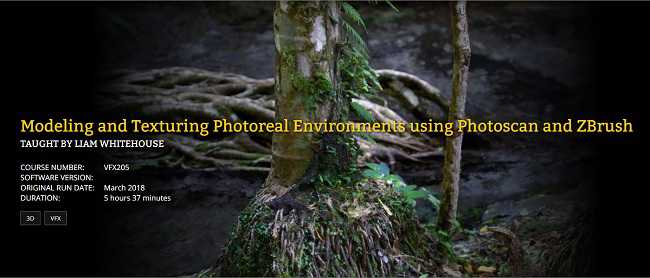 Modeling and Texturing Photoreal Environments using Photoscan and ZBrush
TAUGHT BY LIAM WHITEHOUSE
COURSE NUMBER: VFX205
SOFTWARE VERSION:
ORIGINAL RUN DATE: March 2018
DURATION: 5 hours 37 minutes
3D VFX